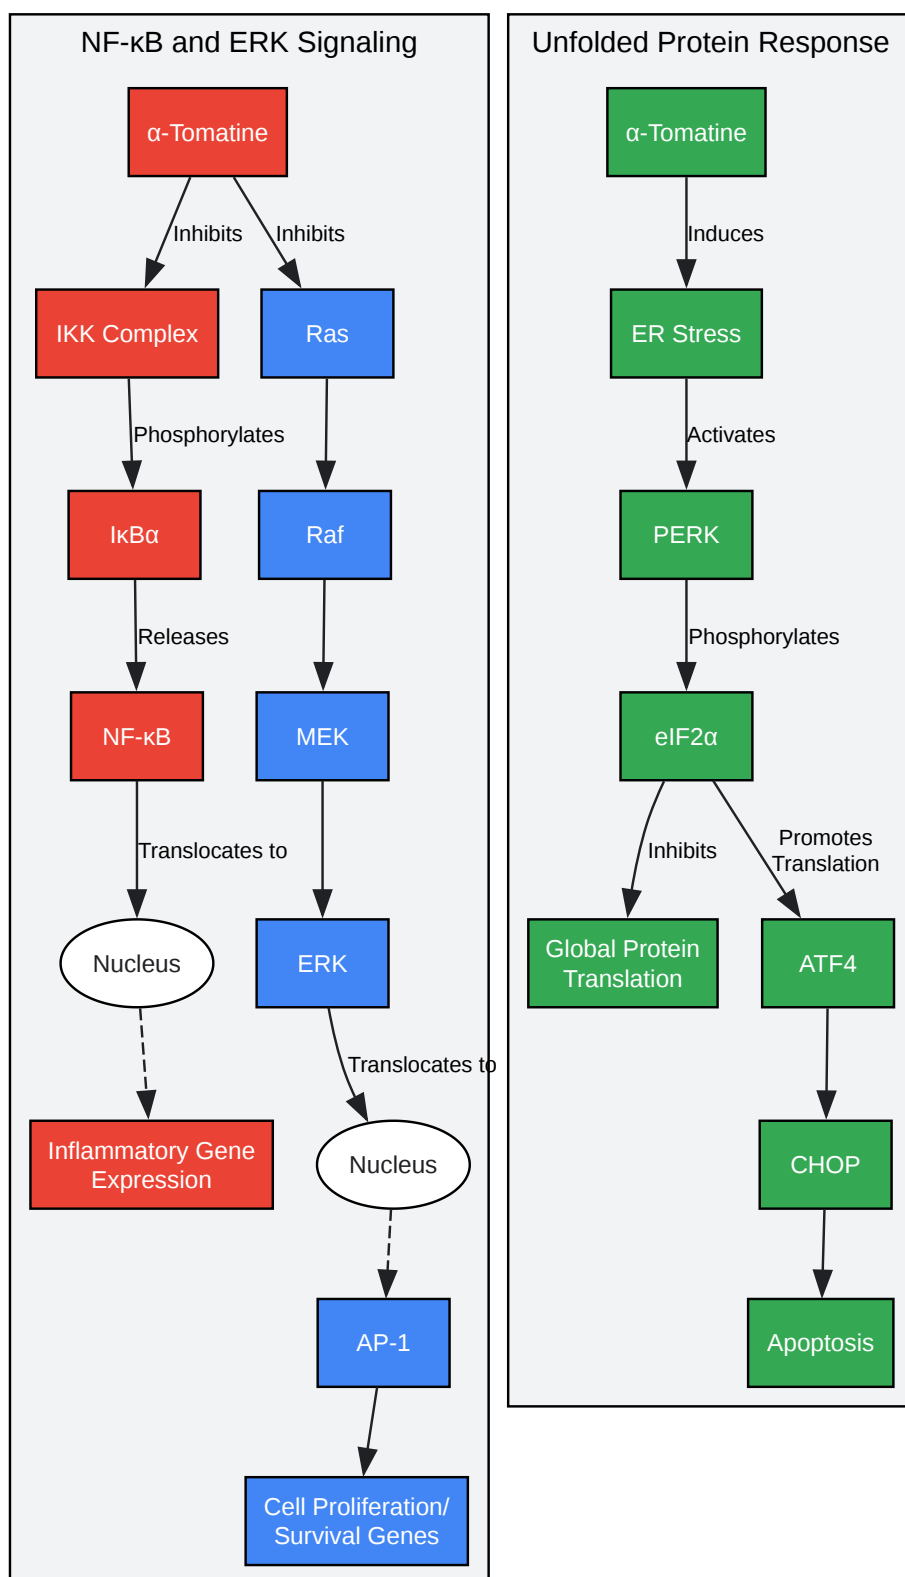 NF-κB and ERK Signaling
α-Tomatine
Inhibits
Inhibits
IKK Complex
Ras
Phosphorylates
IκBα
Raf
Releases
NF-κB
MEK
Translocates to
Nucleus
ERK
Translocates to
Inflammatory Gene
Expression
Nucleus
AP-1
Cell Proliferation/
Survival Genes
Unfolded Protein Response
α-Tomatine
Induces
ER Stress
Activates
PERK
Phosphorylates
eIF2α
Inhibits
Promotes
Translation
Global Protein
Translation
ATF4
CHOP
Apoptosis